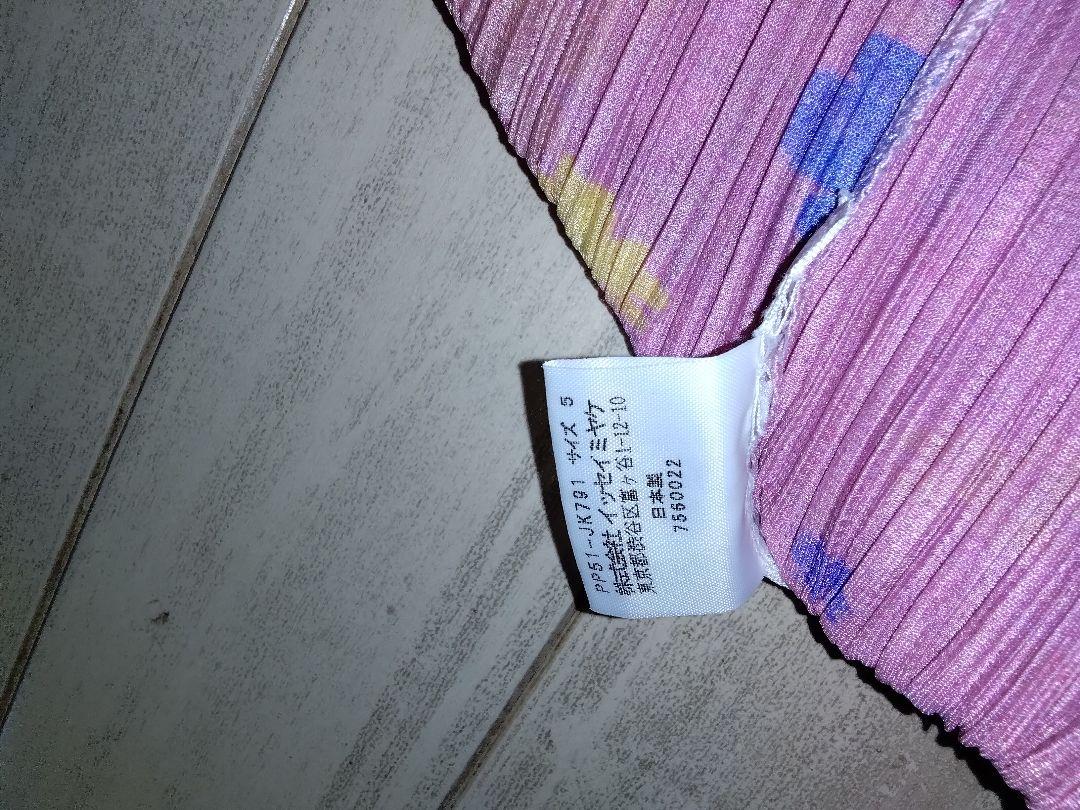 PP51-JK791 サイズ 5
株式会社 イッセイミヤケ
東京都渋谷区富ヶ谷1-12-10
日本製
7560022